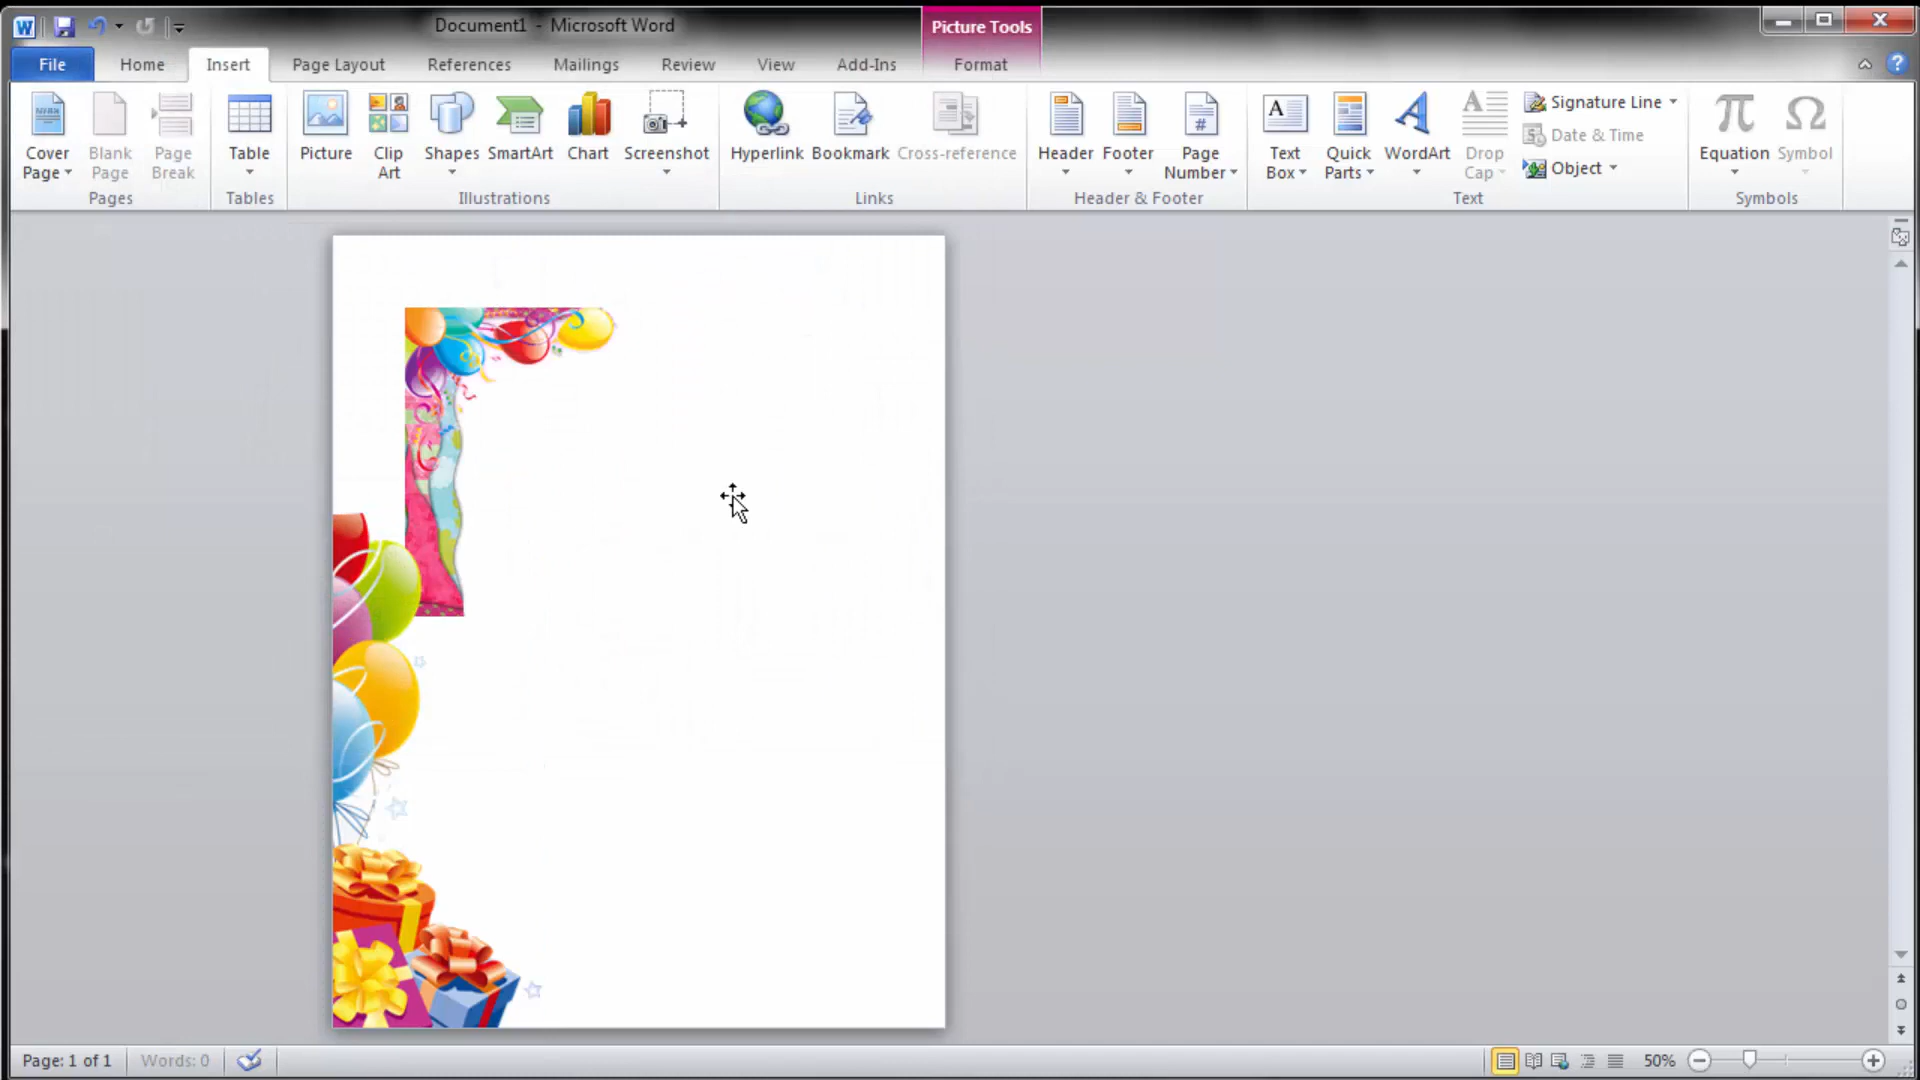 Document1 - Microsoft Word
Picture Tools
File Home Insert Page Layout References Mailings Review View Add-Ins Format
Cover Page
Blank Page
Page Break
Table
Picture
Clip Art
Shapes
SmartArt
Chart
Screenshot
Hyperlink
Bookmark
Cross-reference
Header
Footer
Page Number
Text Box
Quick Parts
WordArt
Drop Cap
Signature Line
Date & Time
Object
Equation
Symbol
Pages Tables Illustrations Links Header & Footer Text Symbols
Page: 1 of 1 Words: 0 50%